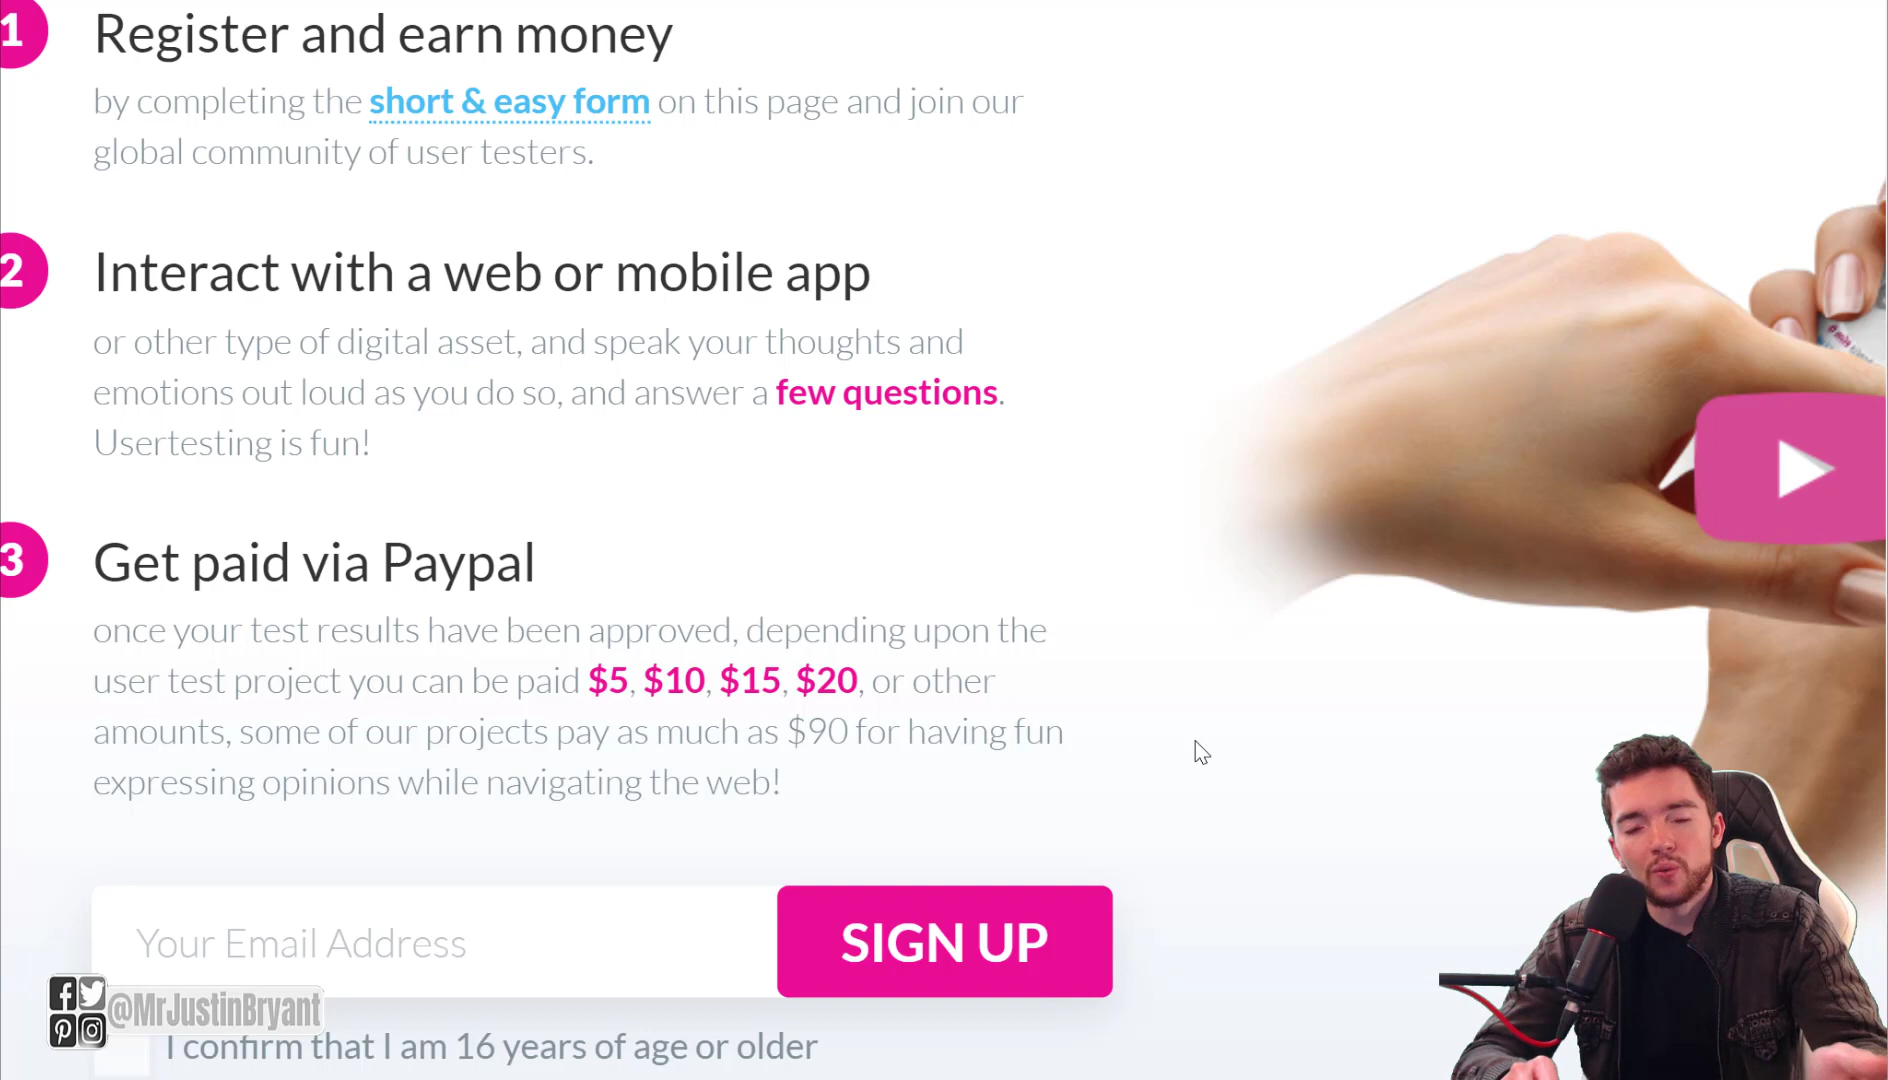 1
Register and earn money
by completing the short & easy form on this page and join our
global community of user testers.
2
Interact with a web or mobile app
or other type of digital asset, and speak your thoughts and
emotions out loud as you do so, and answer a few questions.
Usertesting is fun!
3
Get paid via Paypal
once your test results have been approved, depending upon the
user test project you can be paid $5, $10, $15, $20, or other
amounts, some of our projects pay as much as $90 for having fun
expressing opinions while navigating the web!
Your Email Address
SIGN UP
@MrJustinBryant
I confirm that I am 16 years of age or older